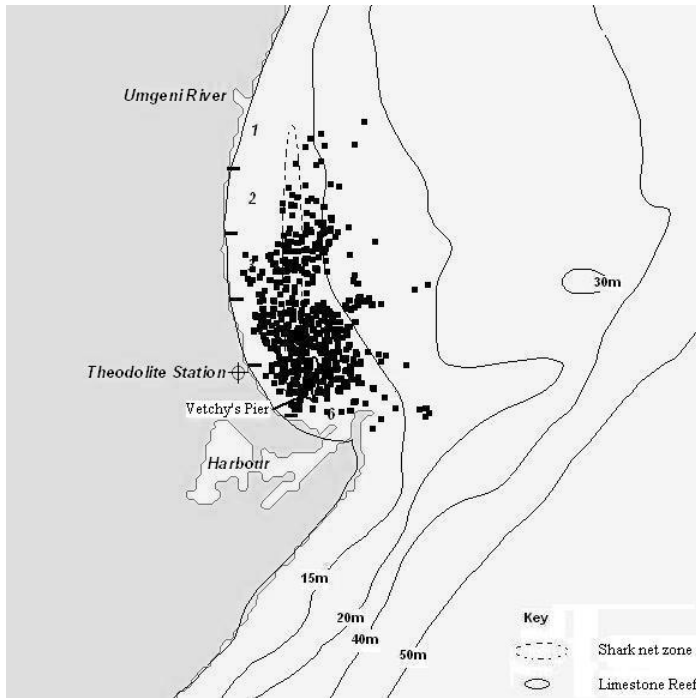 Umgeni River
1
2
30m
Theodolite Station
Vetchy's Pier
6
Harbour
15m
20m
40m
50m
Key
Shark net zone
Limestone Reef